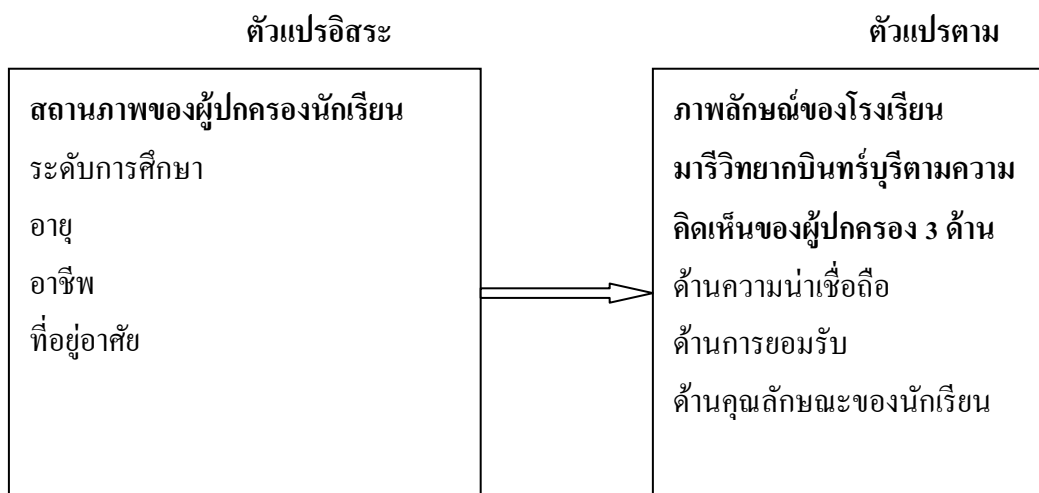 ตัวแปรอิสระ
ตัวแปรตาม
สถานภาพของผู้ปกครองนักเรียน
ระดับการศึกษา
อายุ
อาชีพ
ที่อยู่อาศัย
ภาพลักษณ์ของโรงเรียน
มารีวิทยากบินทร์บุรีตามความ
คิดเห็นของผู้ปกครอง 3 ด้าน
ด้านความน่าเชื่อถือ
ด้านการยอมรับ
ด้านคุณลักษณะของนักเรียน